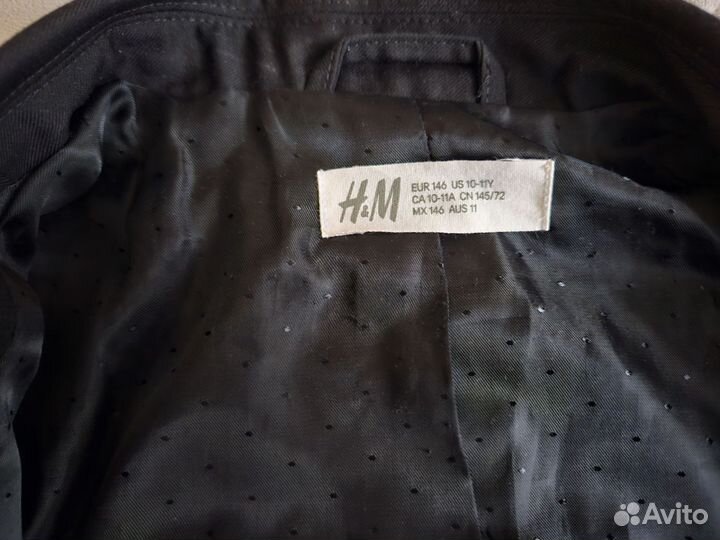 H&M
EUR 146 US 10-11Y
CA 10-11A CN 145/72
MX 146 AUS 11
Avito